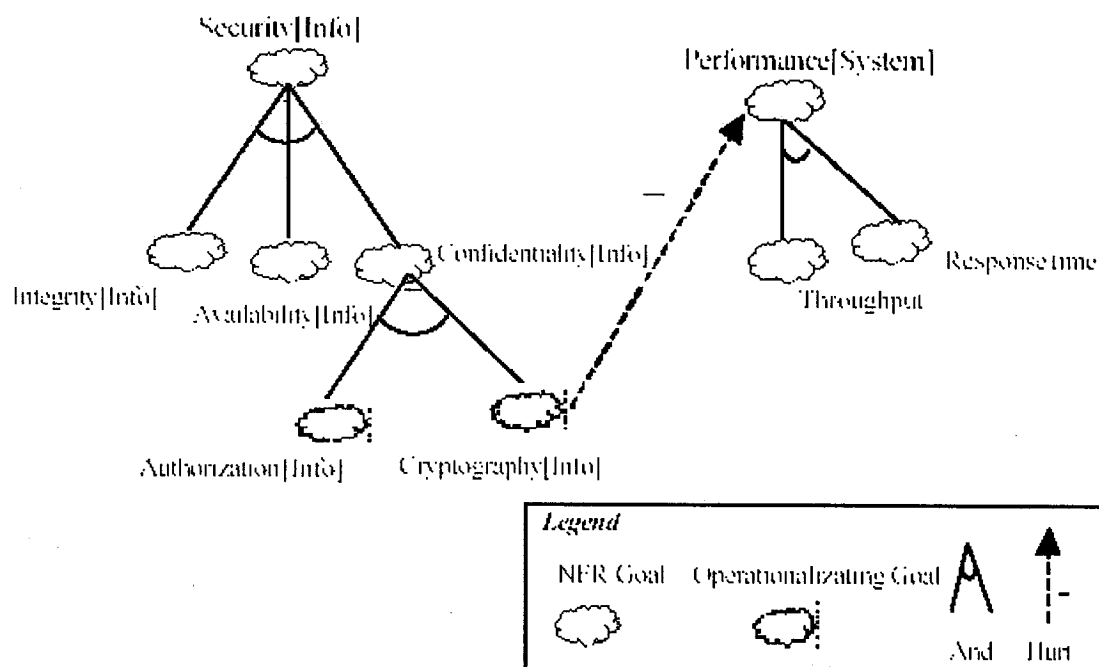 Security[Info]
Performance[System]
Confidentiality[Info]
Response time
Integrity[Info]
Availability[Info]
Throughput
Authorization[Info]
Cryptography[Info]
Legend
NFR Goal
Operationalizating Goal
And
Hurt